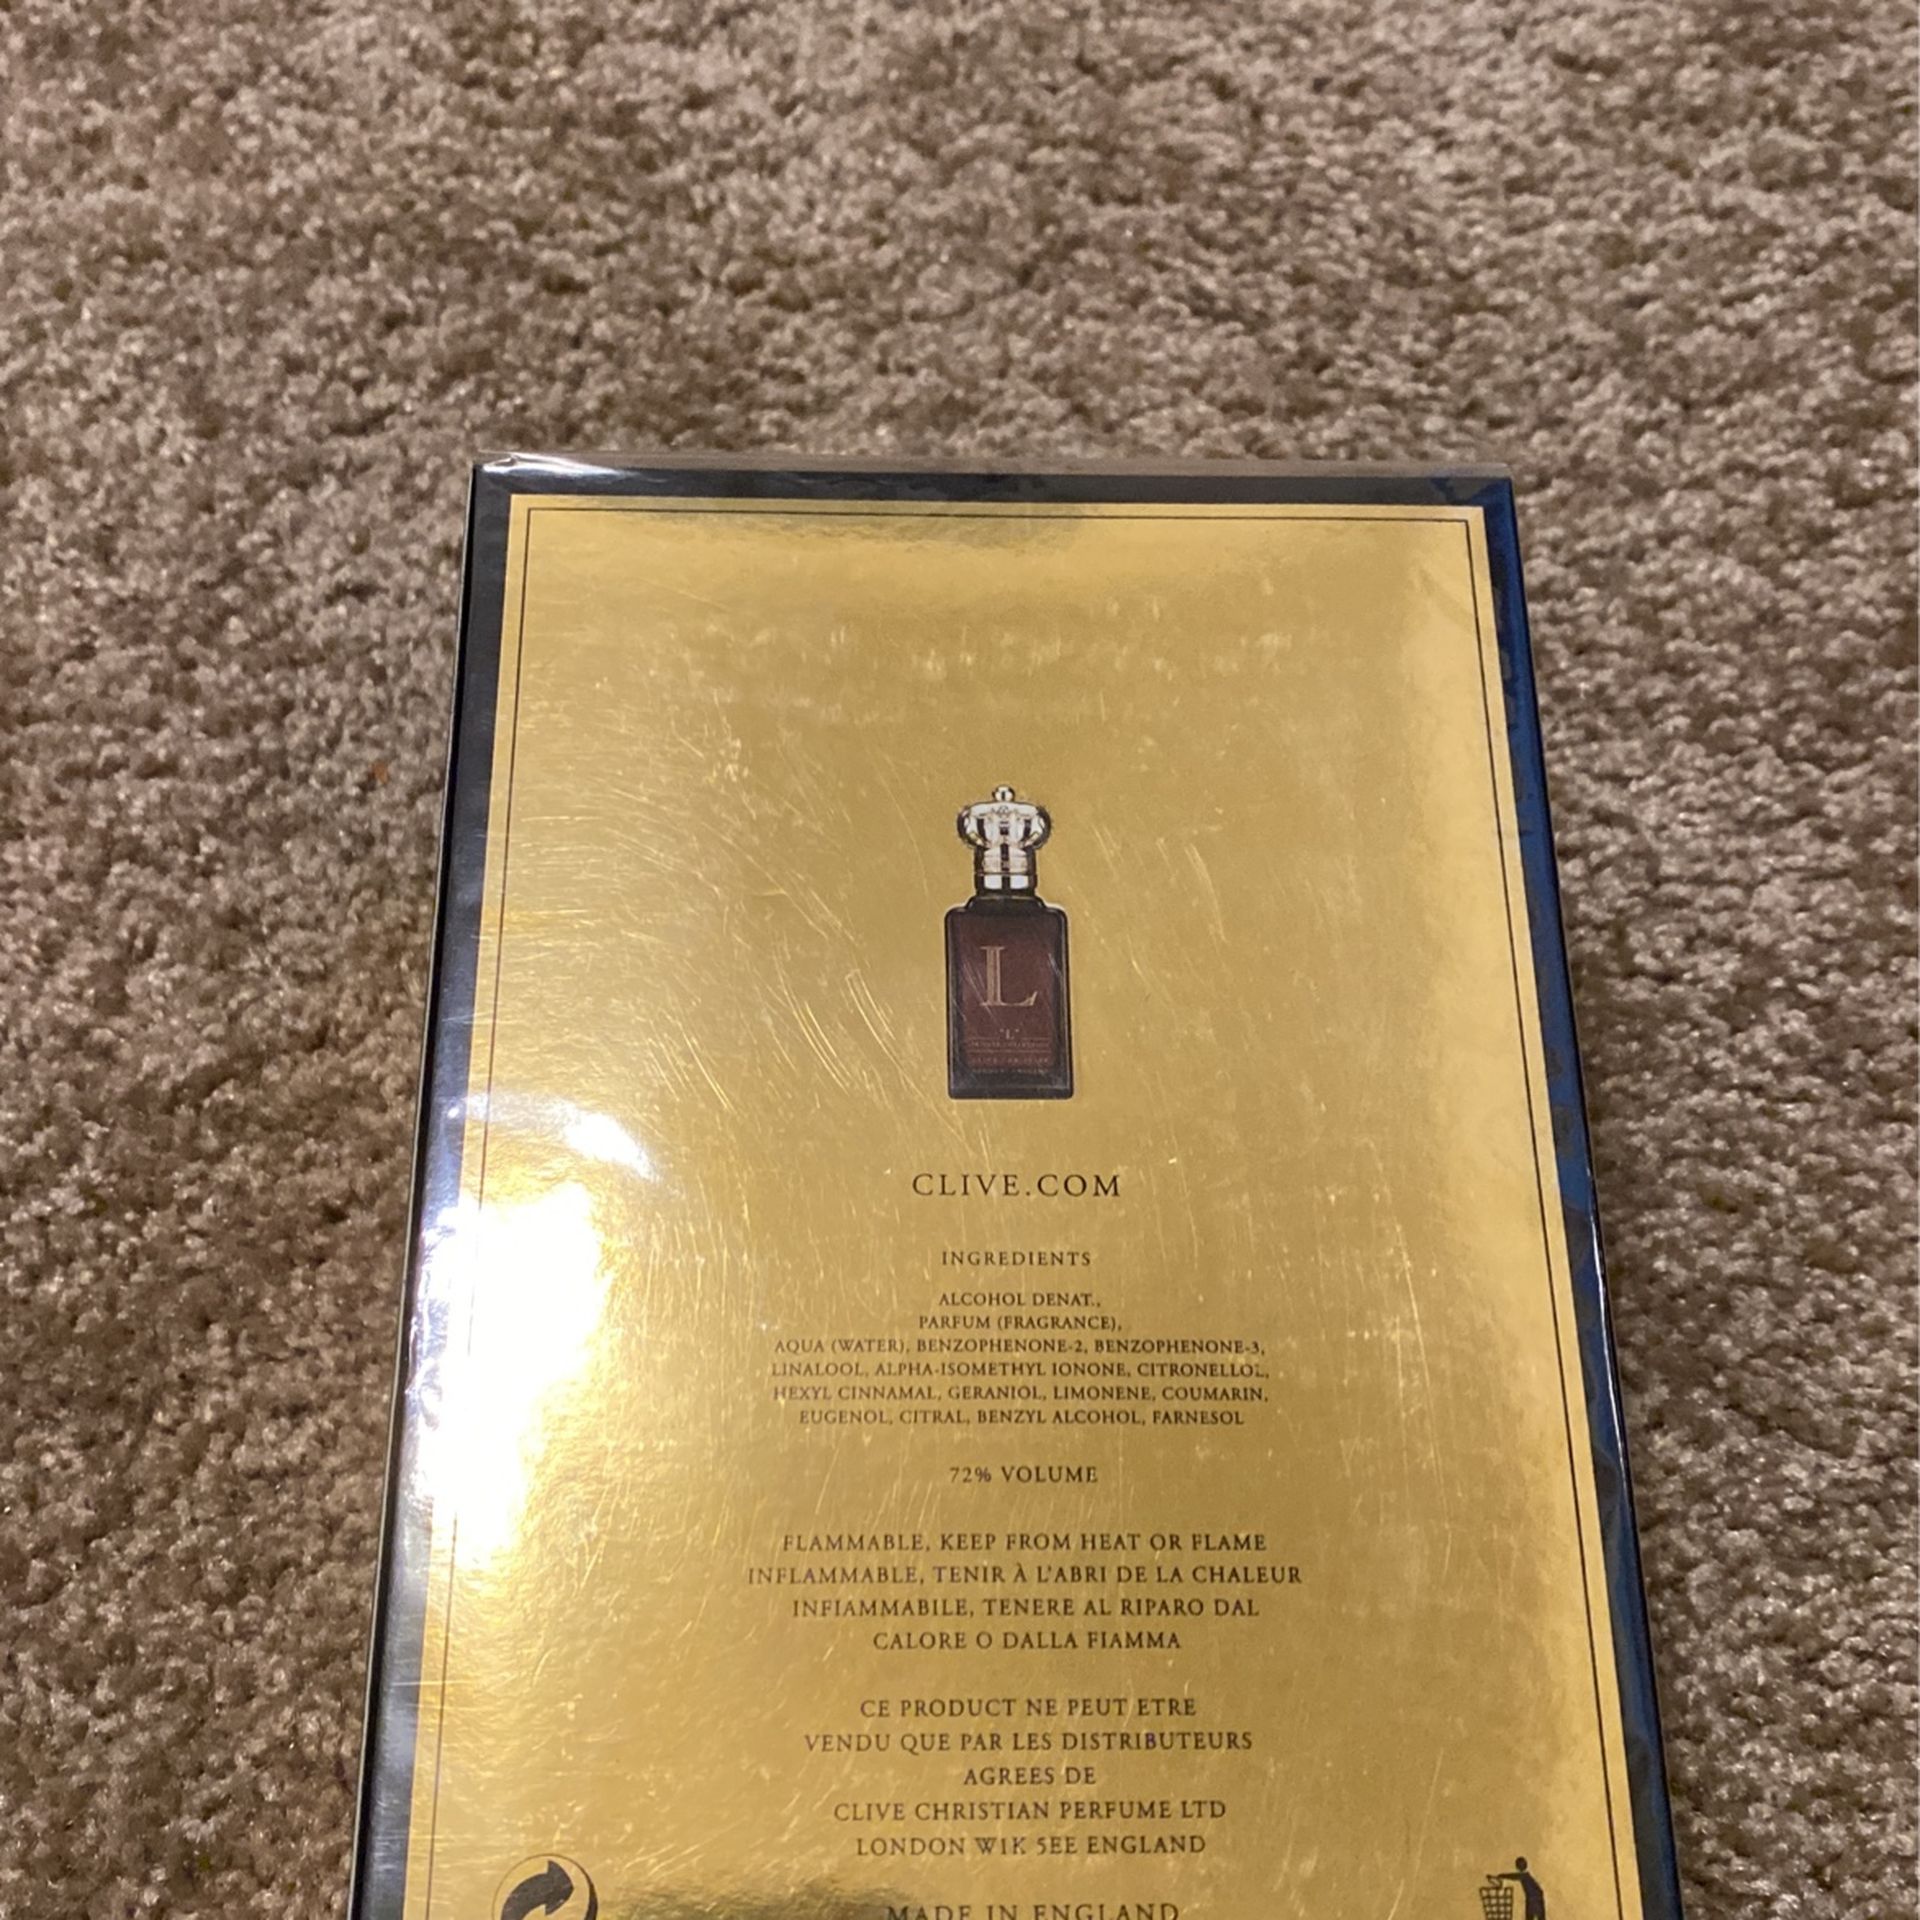 L
CLIVE.COM
INGREDIENTS
ALCOHOL DENAT.,
PARFUM (FRAGRANCE),
AQUA (WATER), BENZOPHENONE-2, BENZOPHENONE-3,
LINALOOL, ALPHA-ISOMETHYL IONONE, CITRONELLOL,
HEXYL CINNAMAL, GERANIOL, LIMONENE, COUMARIN,
EUGENOL, CITRAL, BENZYL ALCOHOL, FARNESOL
72% VOLUME
FLAMMABLE, KEEP FROM HEAT OR FLAME
INFLAMMABLE, TENIR À L'ABRI DE LA CHALEUR
INFIAMMABILE, TENERE AL RIPARO DAL
CALORE O DALLA FIAMMA
CE PRODUCT NE PEUT ETRE
VENDU QUE PAR LES DISTRIBUTEURS
AGREES DE
CLIVE CHRISTIAN PERFUME LTD
LONDON W1K 5EE ENGLAND
MADE IN ENGLAND